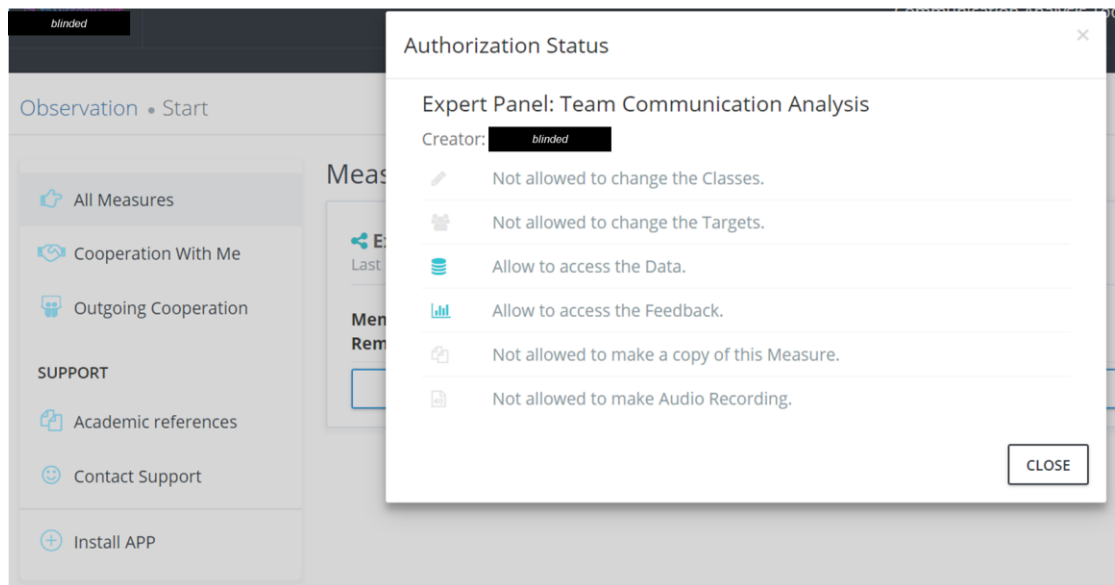 blinded
Authorization Status
×
Observation • Start
Expert Panel: Team Communication Analysis
Creator: blinded
Meas
All Measures
Cooperation With Me
Outgoing Cooperation
SUPPORT
Academic references
Contact Support
Install APP
Last
Men
Rem
Not allowed to change the Classes.
Not allowed to change the Targets.
Allow to access the Data.
Allow to access the Feedback.
Not allowed to make a copy of this Measure.
Not allowed to make Audio Recording.
CLOSE